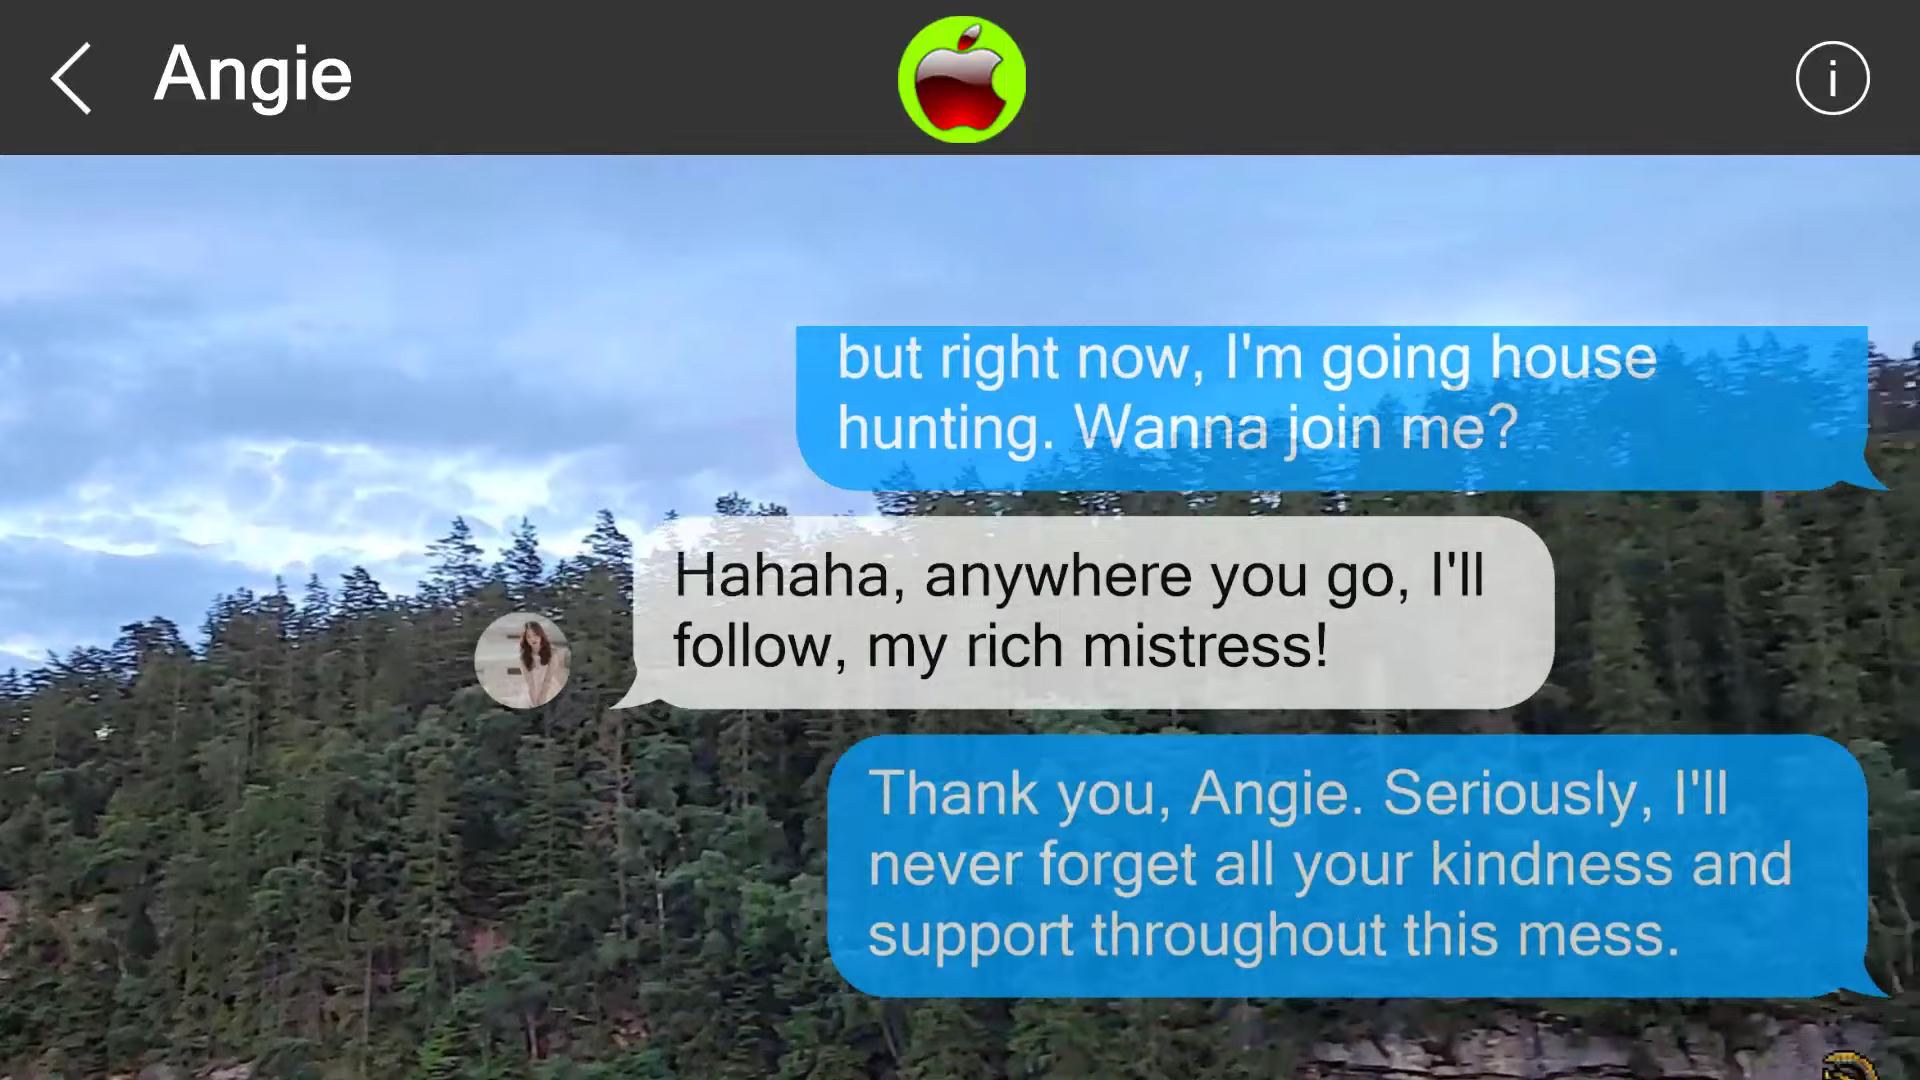 Angie
i
but right now, I'm going house
hunting. Wanna join me?
Hahaha, anywhere you go, I'll
follow, my rich mistress!
Thank you, Angie. Seriously, I'll
never forget all your kindness and
support throughout this mess.